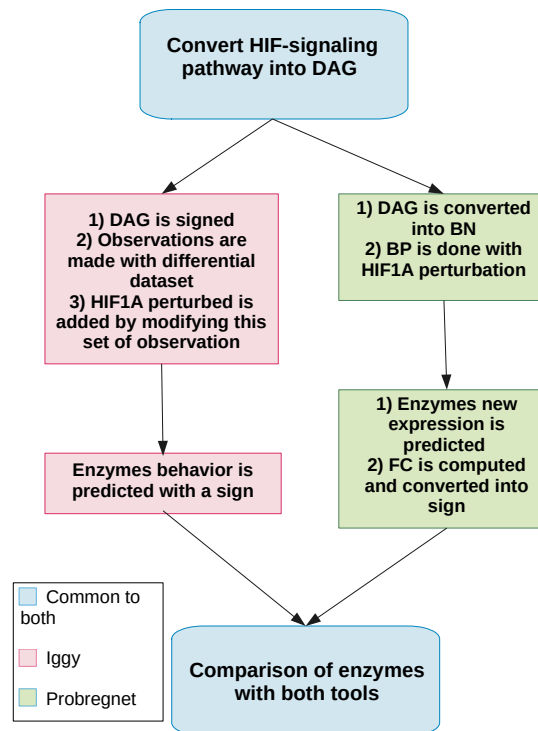 Convert HIF-signaling
pathway into DAG
1) DAG is signed
2) Observations are
made with differential
dataset
3) HIF1A perturbed is
added by modifying this
set of observation
1) DAG is converted
into BN
2) BP is done with
HIF1A perturbation
Enzymes behavior is
predicted with a sign
1) Enzymes new
expression is
predicted
2) FC is computed
and converted into
sign
Common to
both
Iggy
Probregnet
Comparison of enzymes
with both tools